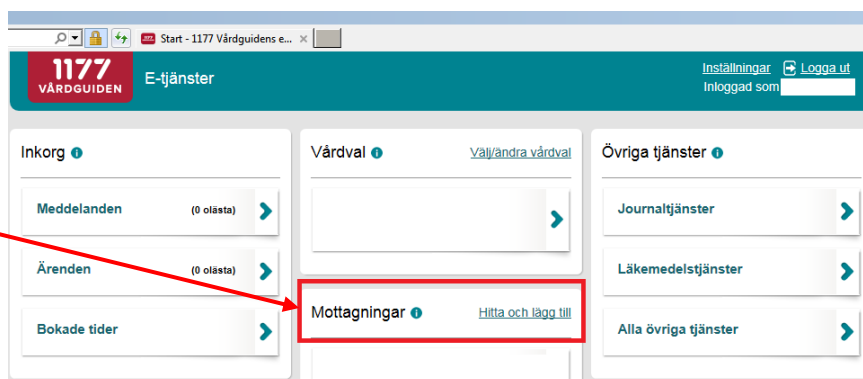 Start - 1177 Vårdguidens e...
1177
VÅRDGUIDEN
E-tjänster
Inställningar
Logga ut
Inloggad som
Inkorg
Meddelanden (0 olästa)
Ärenden (0 olästa)
Bokade tider
Vårdval
Välj/ändra vårdval
Mottagningar
Hitta och lägg till
Övriga tjänster
Journaltjänster
Läkemedelstjänster
Alla övriga tjänster